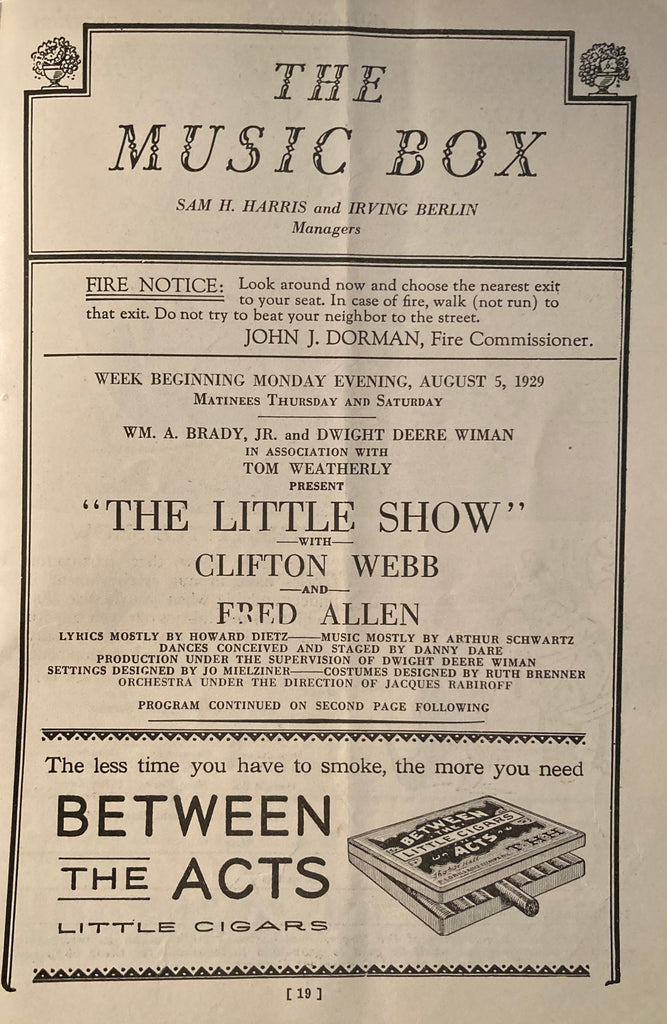 THE
MUSIC BOX
SAM H. HARRIS and IRVING BERLIN
Managers
FIRE NOTICE: Look around now and choose the nearest exit
to your seat. In case of fire, walk (not run) to
that exit. Do not try to beat your neighbor to the street.
JOHN J. DORMAN, Fire Commissioner.
WEEK BEGINNING MONDAY EVENING, AUGUST 5, 1929
MATINEES THURSDAY AND SATURDAY
WM. A. BRADY, JR. and DWIGHT DEERE WIMAN
IN ASSOCIATION WITH
TOM WEATHERLY
PRESENT
"THE LITTLE SHOW"
—WITH—
CLIFTON WEBB
—AND—
FRED ALLEN
LYRICS MOSTLY BY HOWARD DIETZ——MUSIC MOSTLY BY ARTHUR SCHWARTZ
DANCES CONCEIVED AND STAGED BY DANNY DARE
PRODUCTION UNDER THE SUPERVISION OF DWIGHT DEERE WIMAN
SETTINGS DESIGNED BY JO MIELZINER——COSTUMES DESIGNED BY RUTH BRENNER
ORCHESTRA UNDER THE DIRECTION OF JACQUES RABIROFF
PROGRAM CONTINUED ON SECOND PAGE FOLLOWING
The less time you have to smoke, the more you need
BETWEEN
THE ACTS
LITTLE CIGARS
BETWEEN
THE
LITTLE CIGARS
ACTS
[ 19 ]